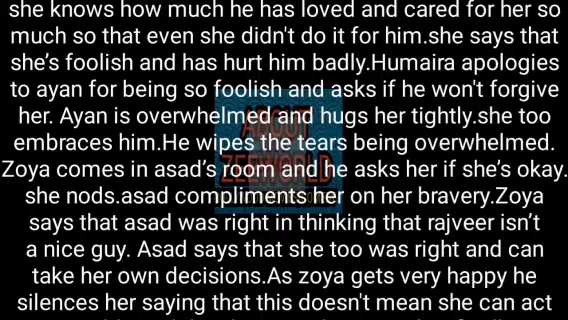 she knows how much he has loved and cared for her so
much so that even she didn't do it for him.she says that
she's foolish and has hurt him badly.Humaira apologies
to ayan for being so foolish and asks if he won't forgive
her. Ayan is overwhelmed and hugs her tightly.she too
embraces him.He wipes the tears being overwhelmed.
Zoya comes in asad's room and he asks her if she's okay.
she nods.asad compliments her on her bravery.Zoya
says that asad was right in thinking that rajveer isn't
a nice guy. Asad says that she too was right and can
take her own decisions.As zoya gets very happy he
silences her saying that this doesn't mean she can act
ABOUT
ZEEWORLD